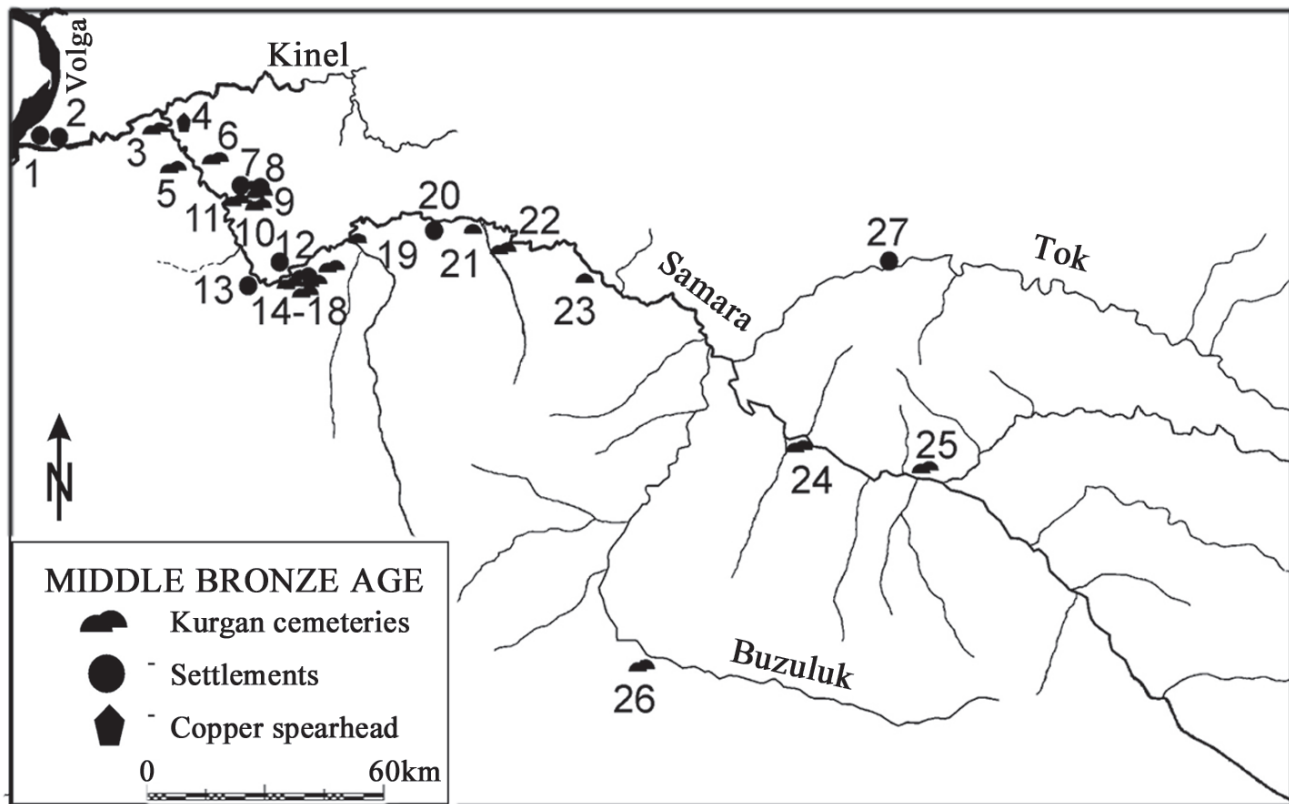 Volga
Kinel
1
2
3
4
5
6
7
8
9
10
11
12
13
14-18
19
20
21
22
23
Samara
27
Tok
24
25
26
Buzuluk
N
MIDDLE BRONZE AGE
Kurgan cemeteries
- Settlements
- Copper spearhead
0 60km